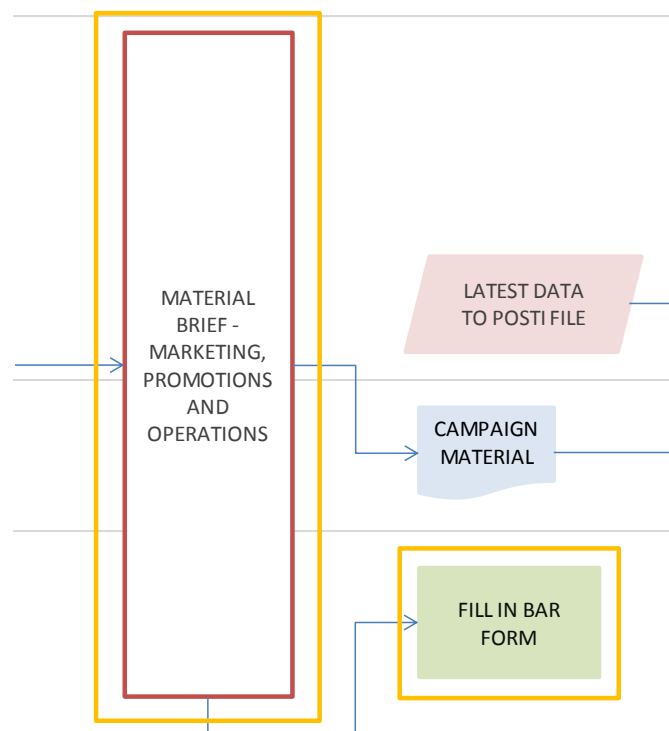 MATERIAL
BRIEF -
MARKETING,
PROMOTIONS
AND
OPERATIONS
LATEST DATA
TO POSTI FILE
CAMPAIGN
MATERIAL
FILL IN BAR
FORM